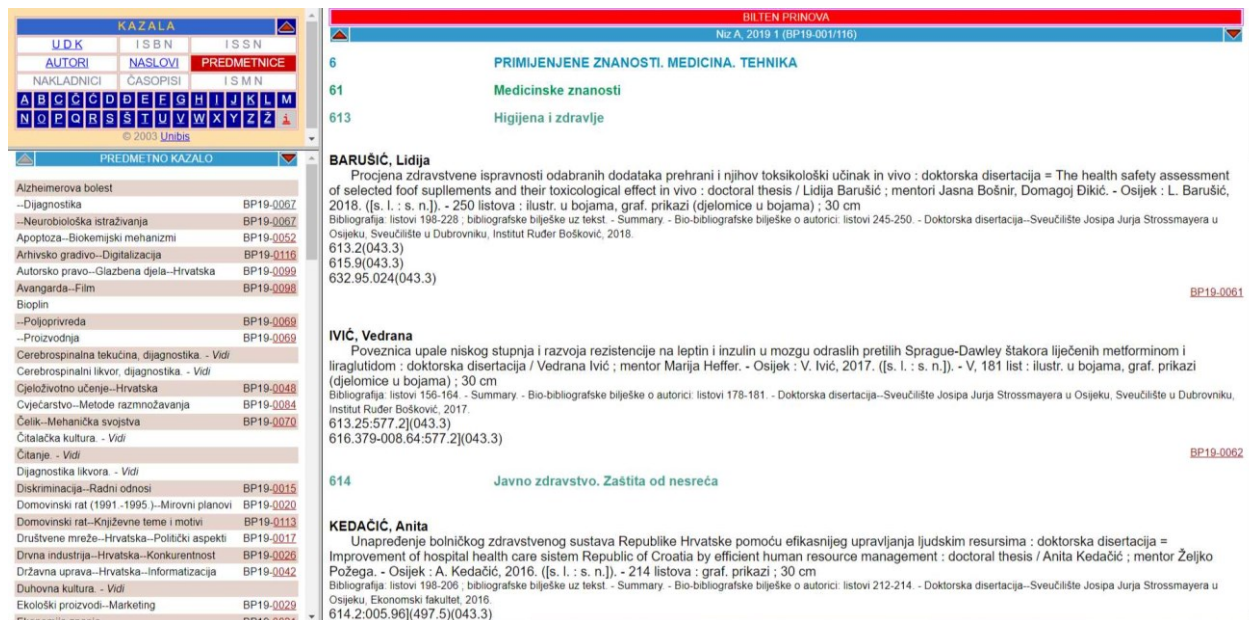 KAZALA
UDK ISBN ISSN
AUTORI NASLOVI PREDMETNICE
NAKLADNICI ČASOPISI ISMN
A B C Č Ć D Đ E F G H I J K L M
N O P Q R S Š T U V W X Y Z Ž i
© 2003 Unibis
PREDMETNO KAZALO
Alzheimerova bolest
--Dijagnostika BP19-0067
--Neurobiološka istraživanja BP19-0067
Apoptoza--Biokemijski mehanizmi BP19-0052
Arhivsko gradivo--Digitalizacija BP19-0116
Autorsko pravo--Glazbena djela--Hrvatska BP19-0099
Avangarda--Film BP19-0098
Bioplin
--Poljoprivreda BP19-0069
--Proizvodnja BP19-0069
Cerebrospinalna tekućina, dijagnostika. - Vidi
Cerebrospinalni likvor, dijagnostika. - Vidi
Cjeloživotno učenje--Hrvatska BP19-0048
Cvjećarstvo--Metode razmnožavanja BP19-0084
Čelik--Mehanička svojstva BP19-0070
Čitalačka kultura. - Vidi
Čitanje. - Vidi
Dijagnostika likvora. - Vidi
Diskriminacija--Radni odnosi BP19-0015
Domovinski rat (1991.-1995.)--Mirovni planovi BP19-0020
Domovinski rat--Književne teme i motivi BP19-0113
Društvene mreže--Hrvatska--Politički aspekti BP19-0017
Drvna industrija--Hrvatska--Konkurentnost BP19-0026
Državna uprava--Hrvatska--Informatizacija BP19-0042
Duhovna kultura. - Vidi
Ekološki proizvodi--Marketing BP19-0029
BILTEN PRINOVA
Niz A, 2019 1 (BP19-001/116)
6 PRIMIJENJENE ZNANOSTI. MEDICINA. TEHNIKA
61 Medicinske znanosti
613 Higijena i zdravlje
BARUŠIĆ, Lidija
Procjena zdravstvene ispravnosti odabranih dodataka prehrani i njihov toksikološki učinak in vivo : doktorska disertacija = The health safety assessment
of selected foof supllements and their toxicological effect in vivo : doctoral thesis / Lidija Barušić ; mentori Jasna Bošnir, Domagoj Đikić. - Osijek : L. Barušić,
2018. ([s. l. : s. n.]). - 250 listova : ilustr. u bojama, graf. prikazi (djelomice u bojama) ; 30 cm
Bibliografija: listovi 198-228 ; bibliografske bilješke uz tekst. - Summary. - Bio-bibliografske bilješke o autorici: listovi 245-250. - Doktorska disertacija--Sveučilište Josipa Jurja Strossmayera u
Osijeku, Sveučilište u Dubrovniku, Institut Ruđer Bošković, 2018.
613.2(043.3)
615.9(043.3)
632.95.024(043.3)
BP19-0061
IVIĆ, Vedrana
Poveznica upale niskog stupnja i razvoja rezistencije na leptin i inzulin u mozgu odraslih pretilih Sprague-Dawley štakora liječenih metforminom i
liraglutidom : doktorska disertacija / Vedrana Ivić ; mentor Marija Heffer. - Osijek : V. Ivić, 2017. ([s. l. : s. n.]). - V, 181 list : ilustr. u bojama, graf. prikazi
(djelomice u bojama) ; 30 cm
Bibliografija: listovi 156-164. - Summary. - Bio-bibliografske bilješke o autorici: listovi 178-181. - Doktorska disertacija--Sveučilište Josipa Jurja Strossmayera u Osijeku, Sveučilište u Dubrovniku,
Institut Ruđer Bošković, 2017.
613.25:577.2](043.3)
616.379-008.64:577.2](043.3)
BP19-0062
614 Javno zdravstvo. Zaštita od nesreća
KEDAČIĆ, Anita
Unapređenje bolničkog zdravstvenog sustava Republike Hrvatske pomoću efikasnijeg upravljanja ljudskim resursima : doktorska disertacija =
Improvement of hospital health care sistem Republic of Croatia by efficient human resource management : doctoral thesis / Anita Kedačić ; mentor Željko
Požega. - Osijek : A. Kedačić, 2016. ([s. l. : s. n.]). - 214 listova : graf. prikazi ; 30 cm
Bibliografija: listovi 198-206 ; bibliografske bilješke uz tekst. - Summary. - Bio-bibliografske bilješke o autorici: listovi 212-214. - Doktorska disertacija--Sveučilište Josipa Jurja Strossmayera u
Osijeku, Ekonomski fakultet, 2016.
614.2:005.96](497.5)(043.3)